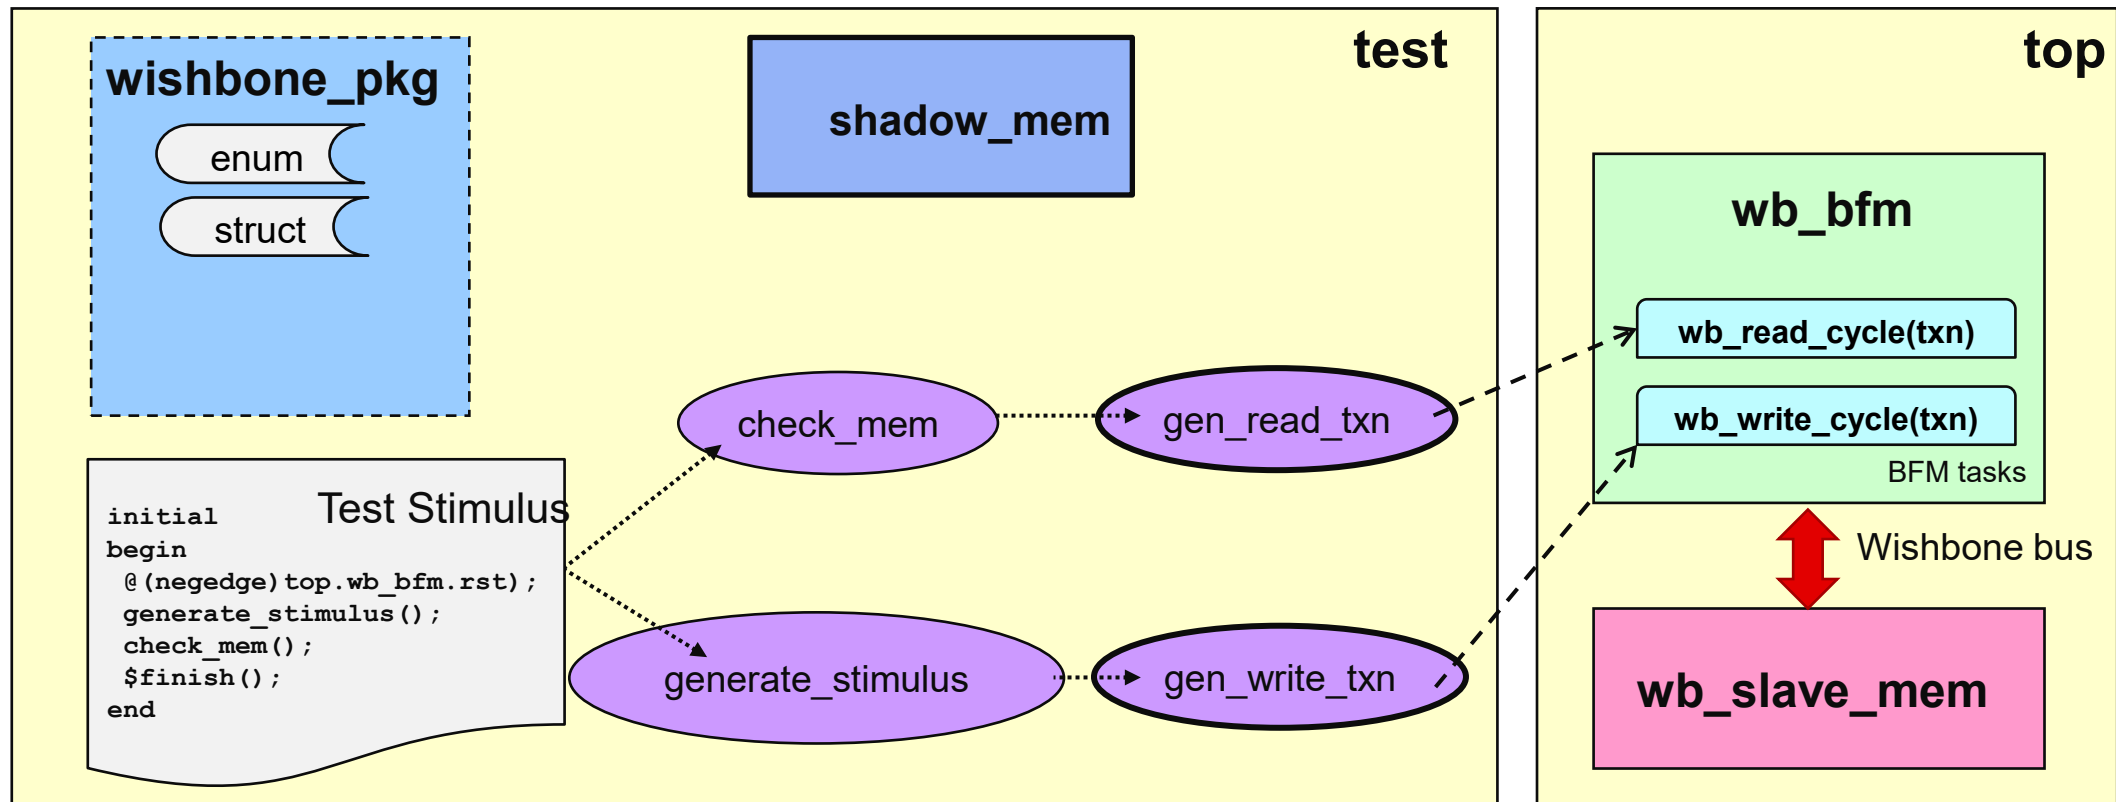 test
top
wishbone_pkg
enum
struct
shadow_mem
wb_bfm
wb_read_cycle(txn)
wb_write_cycle(txn)
BFM tasks
check_mem
gen_read_txn
Test Stimulus
initial
begin
@(negedge)top.wb_bfm.rst);
generate_stimulus();
check_mem();
$finish();
end
generate_stimulus
gen_write_txn
Wishbone bus
wb_slave_mem